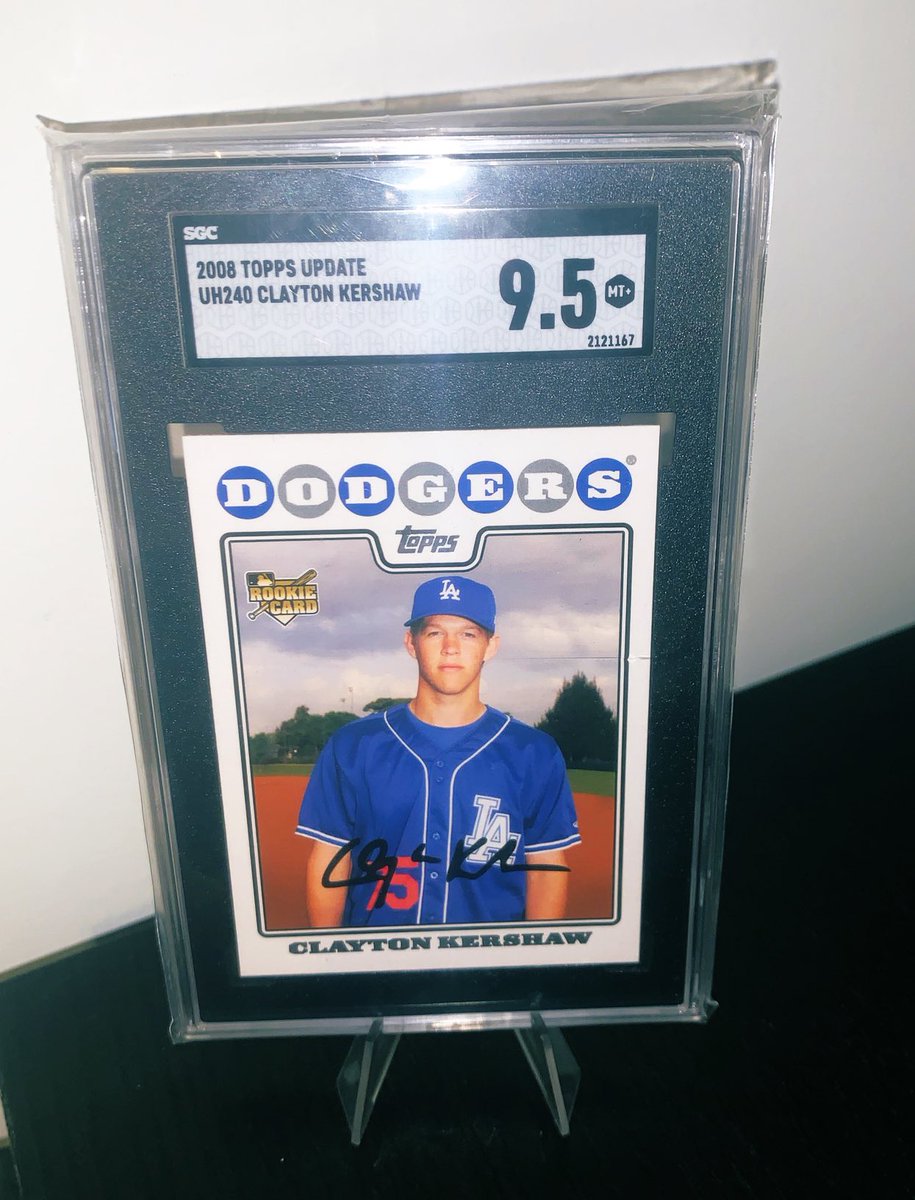 SGC
2008 TOPPS UPDATE
UH240 CLAYTON KERSHAW
9.5 MT+
2121167
DODGERS
topps
ROOKIE
CARD
LA
LA
75
CLAYTON KERSHAW